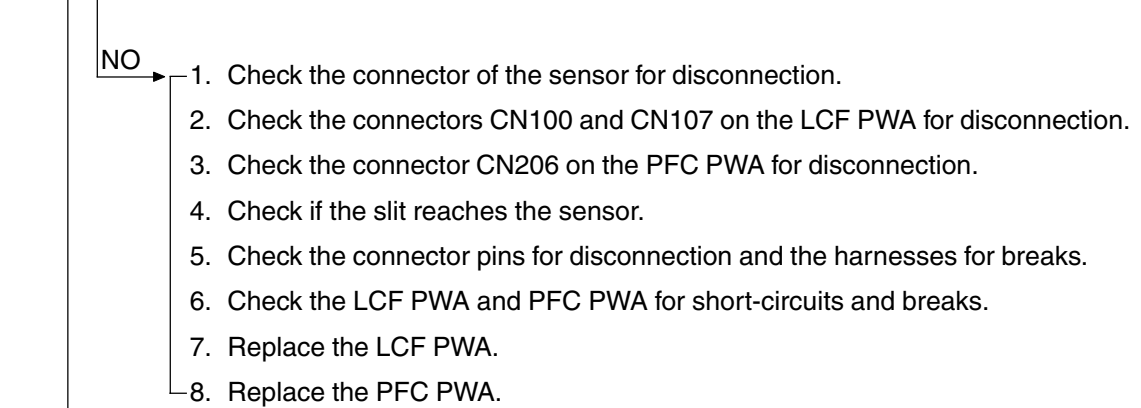 NO
1. Check the connector of the sensor for disconnection.
2. Check the connectors CN100 and CN107 on the LCF PWA for disconnection.
3. Check the connector CN206 on the PFC PWA for disconnection.
4. Check if the slit reaches the sensor.
5. Check the connector pins for disconnection and the harnesses for breaks.
6. Check the LCF PWA and PFC PWA for short-circuits and breaks.
7. Replace the LCF PWA.
8. Replace the PFC PWA.